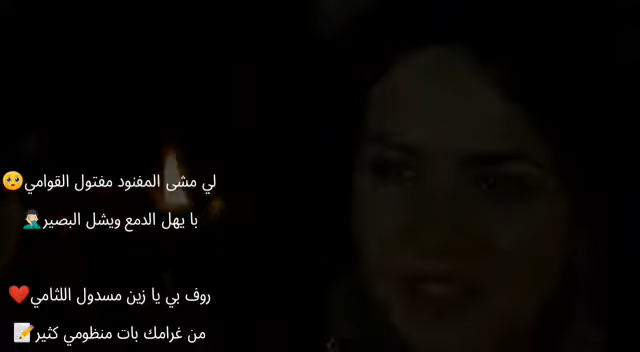 لي مشى المفنود مفتول القوامي🥺
با يهل الدمع ويشل البصير🤦🏻‍♂️
روف بي يا زين مسدول اللثامي❤️
من غرامك بات منظومي كثير📝